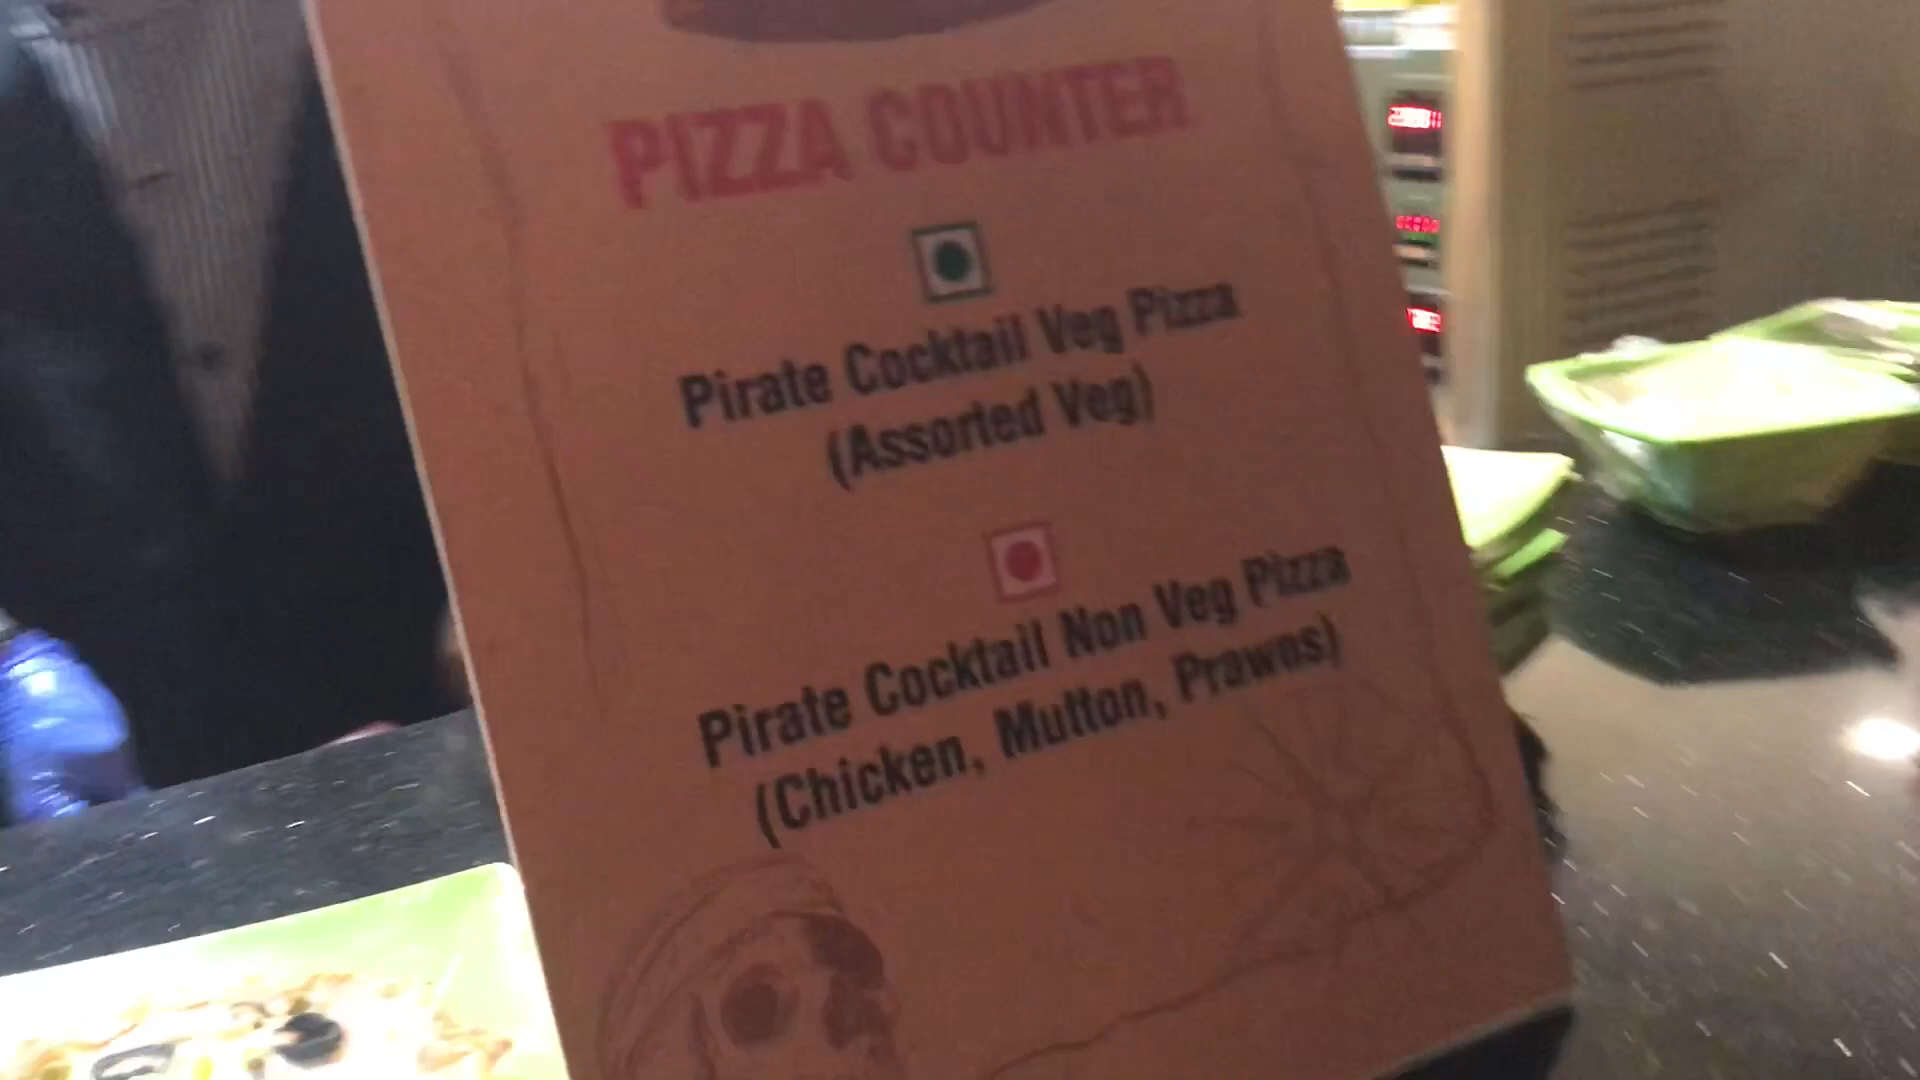 PIZZA COUNTER
Pirate Cocktail Veg Pizza
(Assorted Veg)
Pirate Cocktail Non Veg Pizza
(Chicken, Mutton, Prawns)